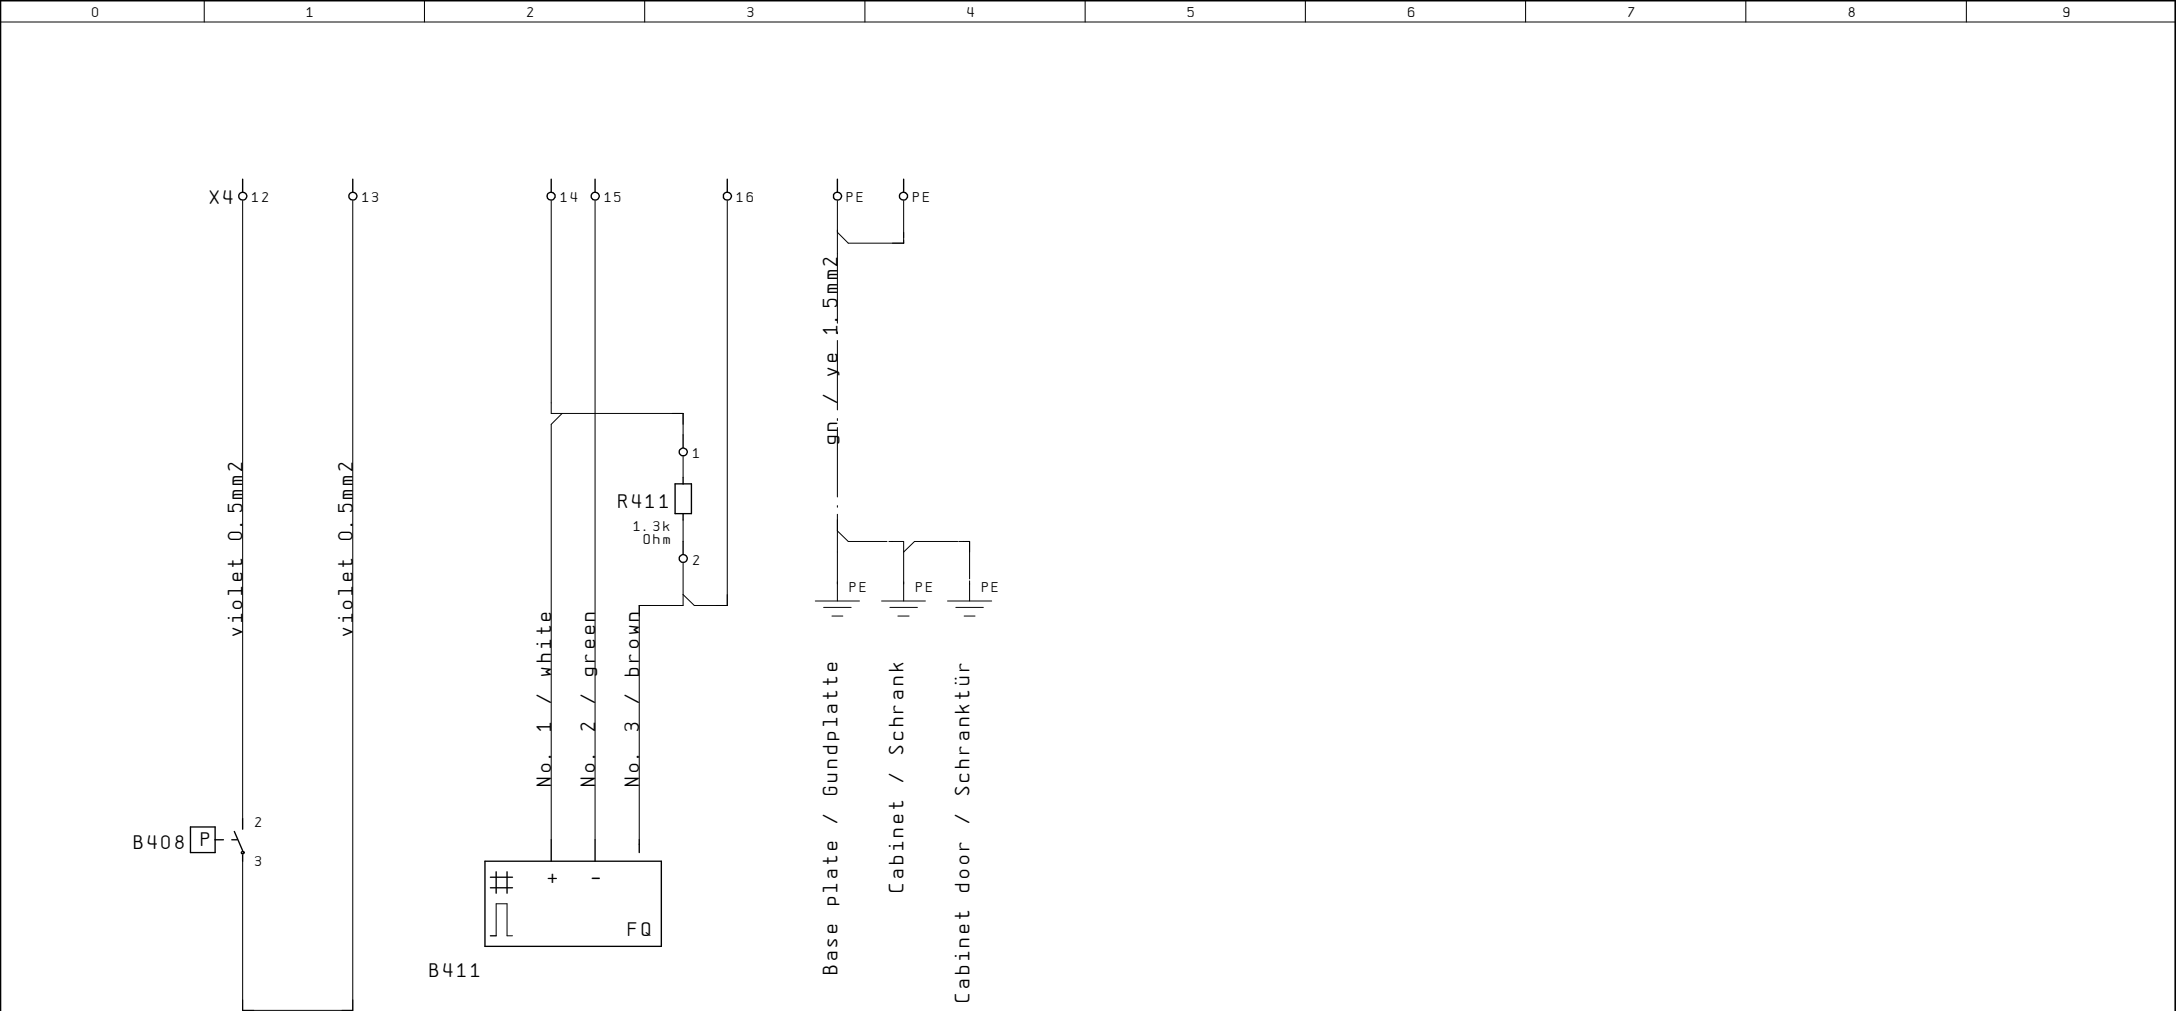 0 1 2 3 4 5 6 7 8 9
X4 12 13 14 15 16 PE PE
violet 0.5mm2
violet 0.5mm2
gn / ye 1.5mm2
1
R411
1.3k
Ohm
2
PE PE PE
No. 1 / white
No. 2 / green
No. 3 / brown
Base plate / Gundplatte
Cabinet / Schrank
Cabinet door / Schranktür
2
B408 P
3
+ −
FQ
B411